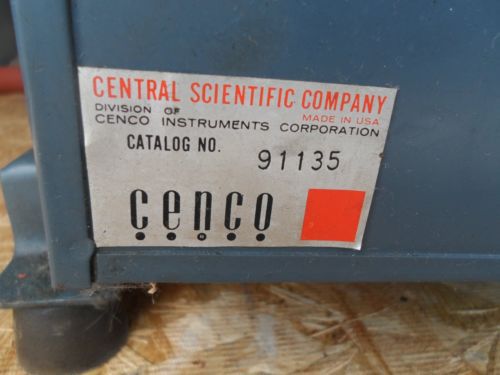 CENTRAL SCIENTIFIC COMPANY
DIVISION OF MADE IN USA
CENCO INSTRUMENTS CORPORATION
CATALOG NO. 91135
cenco